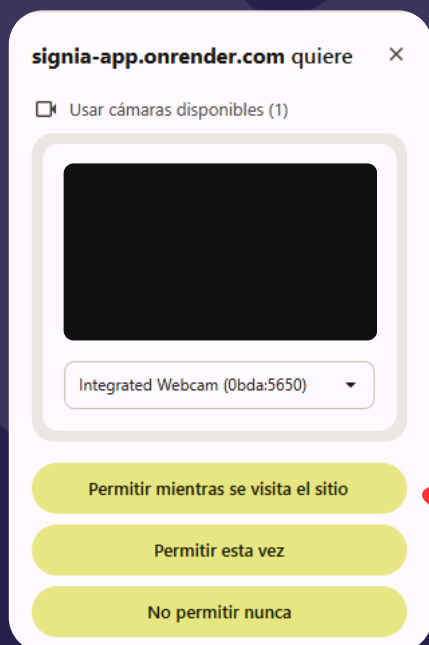 signia-app.onrender.com quiere
Usar cámaras disponibles (1)
Integrated Webcam (0bda:5650)
Permitir mientras se visita el sitio
Permitir esta vez
No permitir nunca